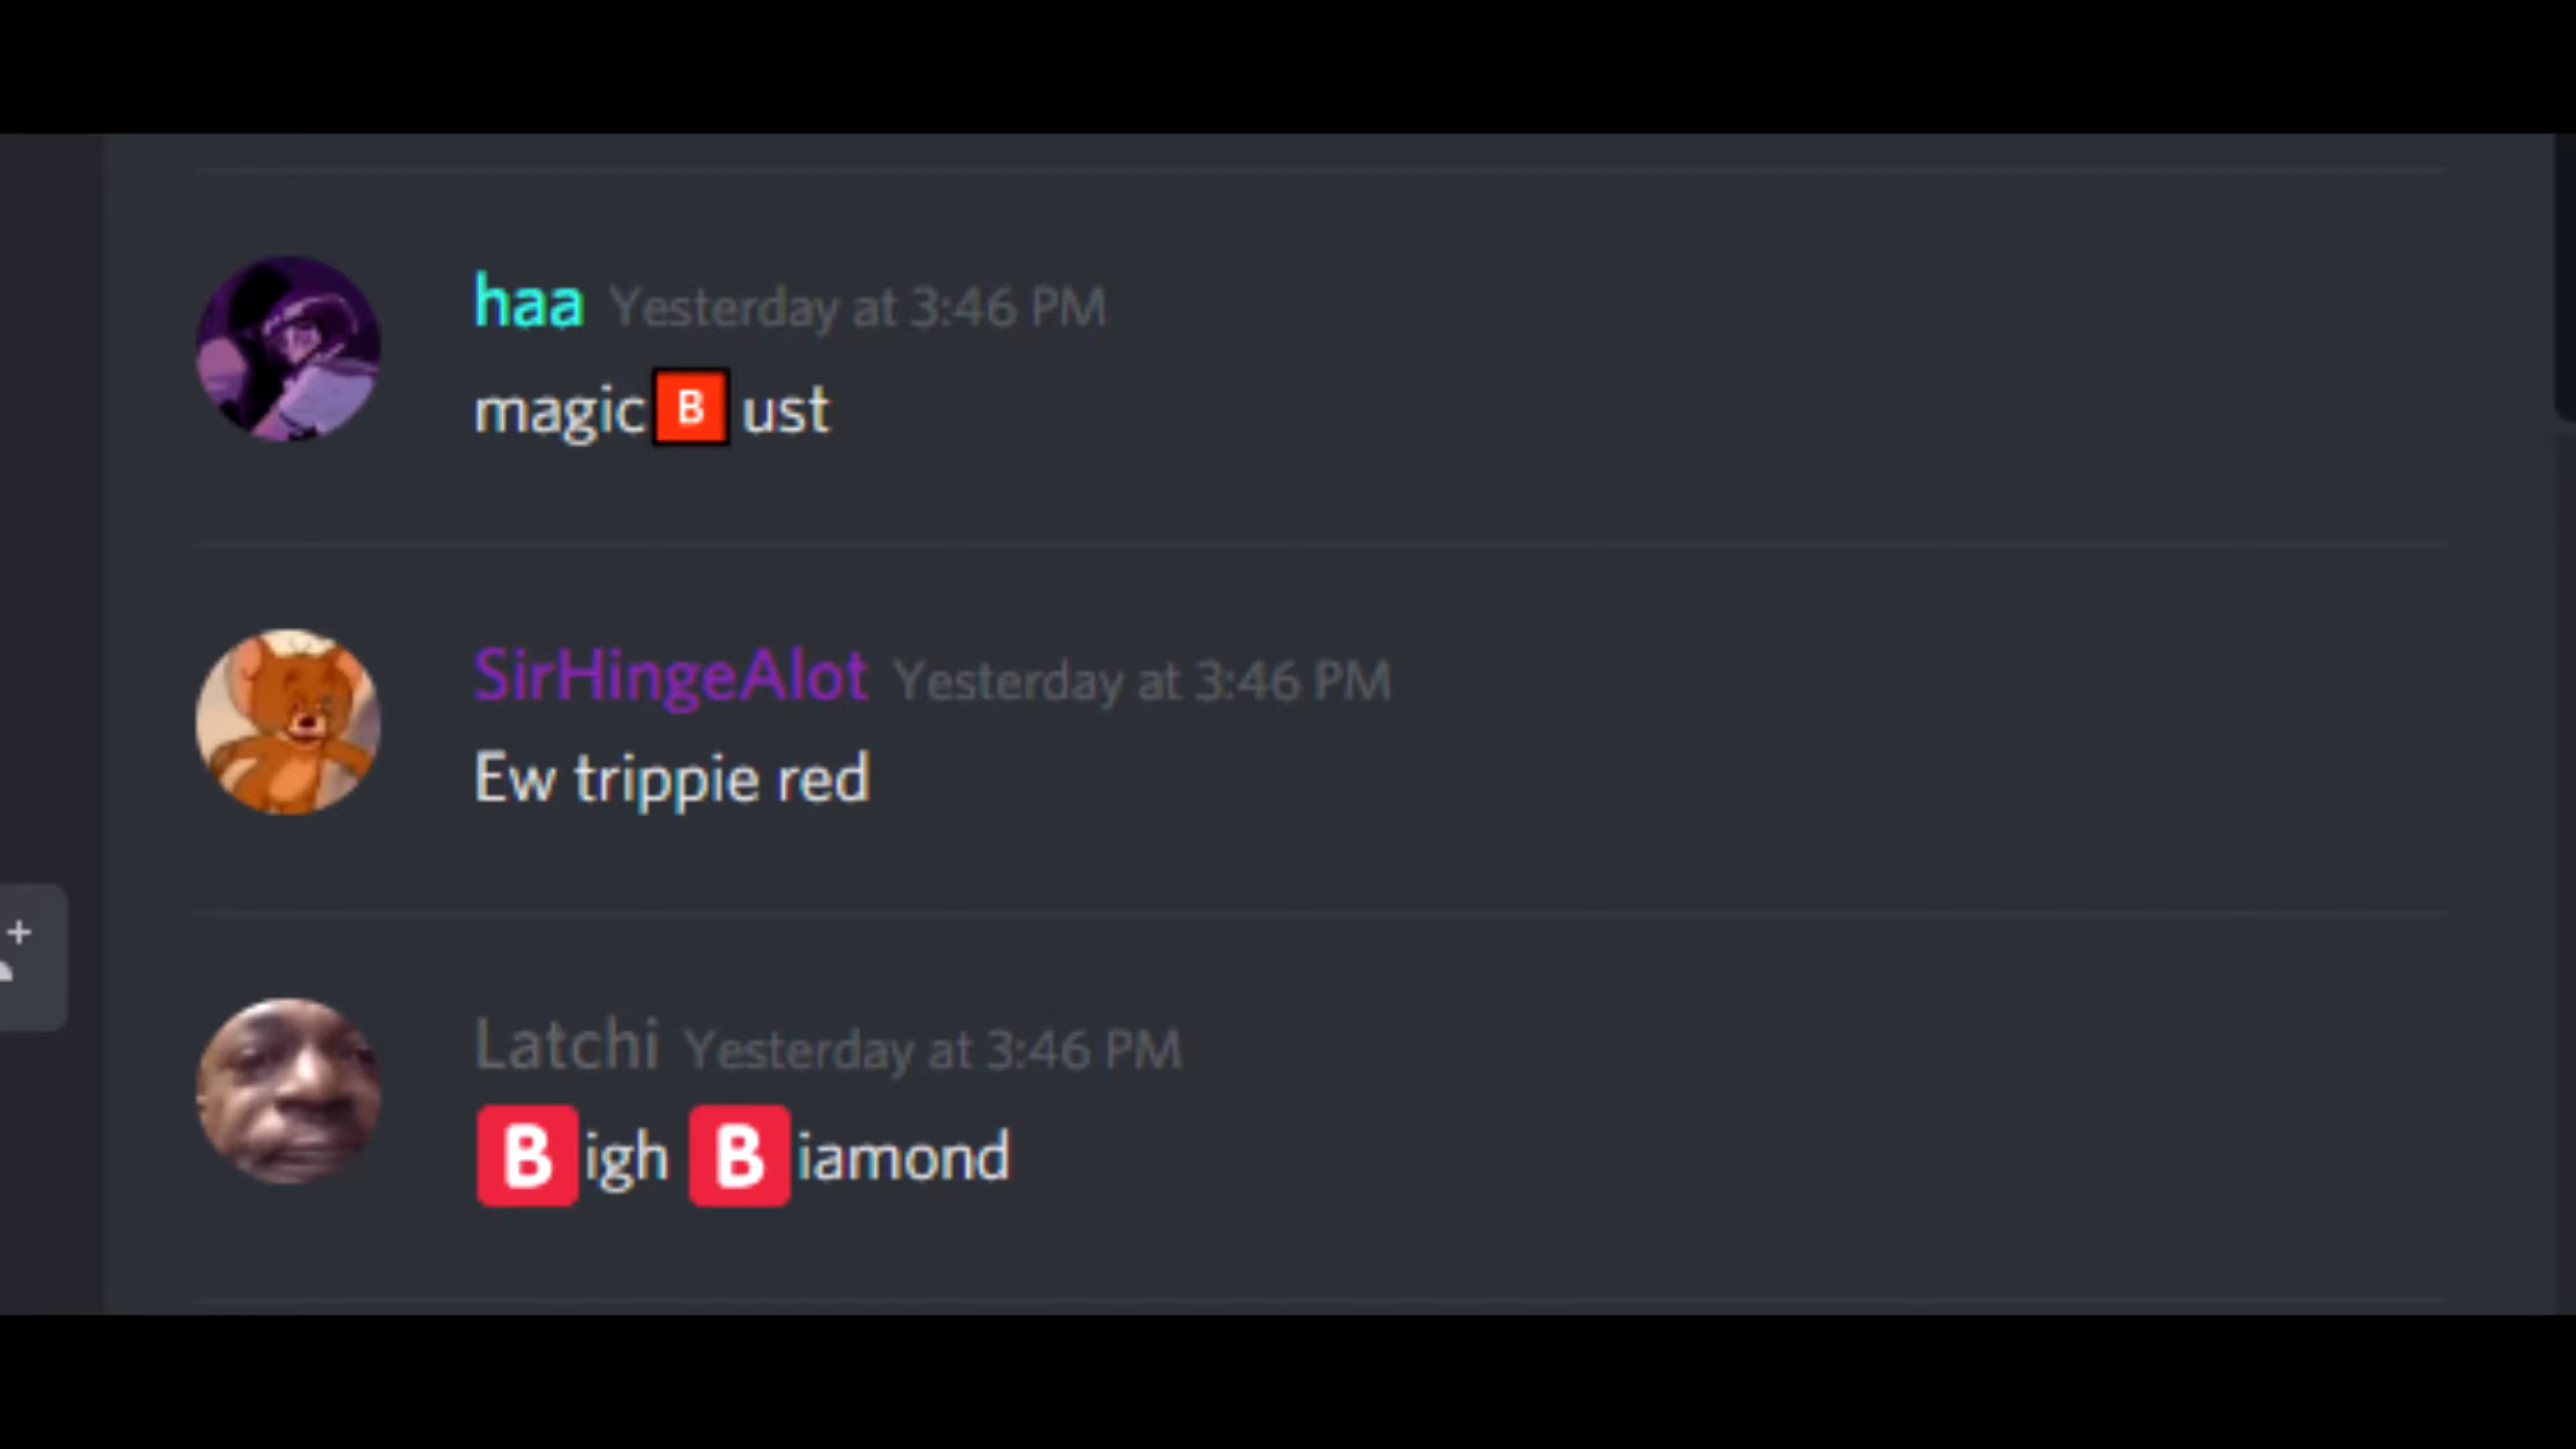 haa Yesterday at 3:46 PM
magic 🅱 ust
SirHingeAlot Yesterday at 3:46 PM
Ew trippie red
Latchi Yesterday at 3:46 PM
🅱igh 🅱iamond